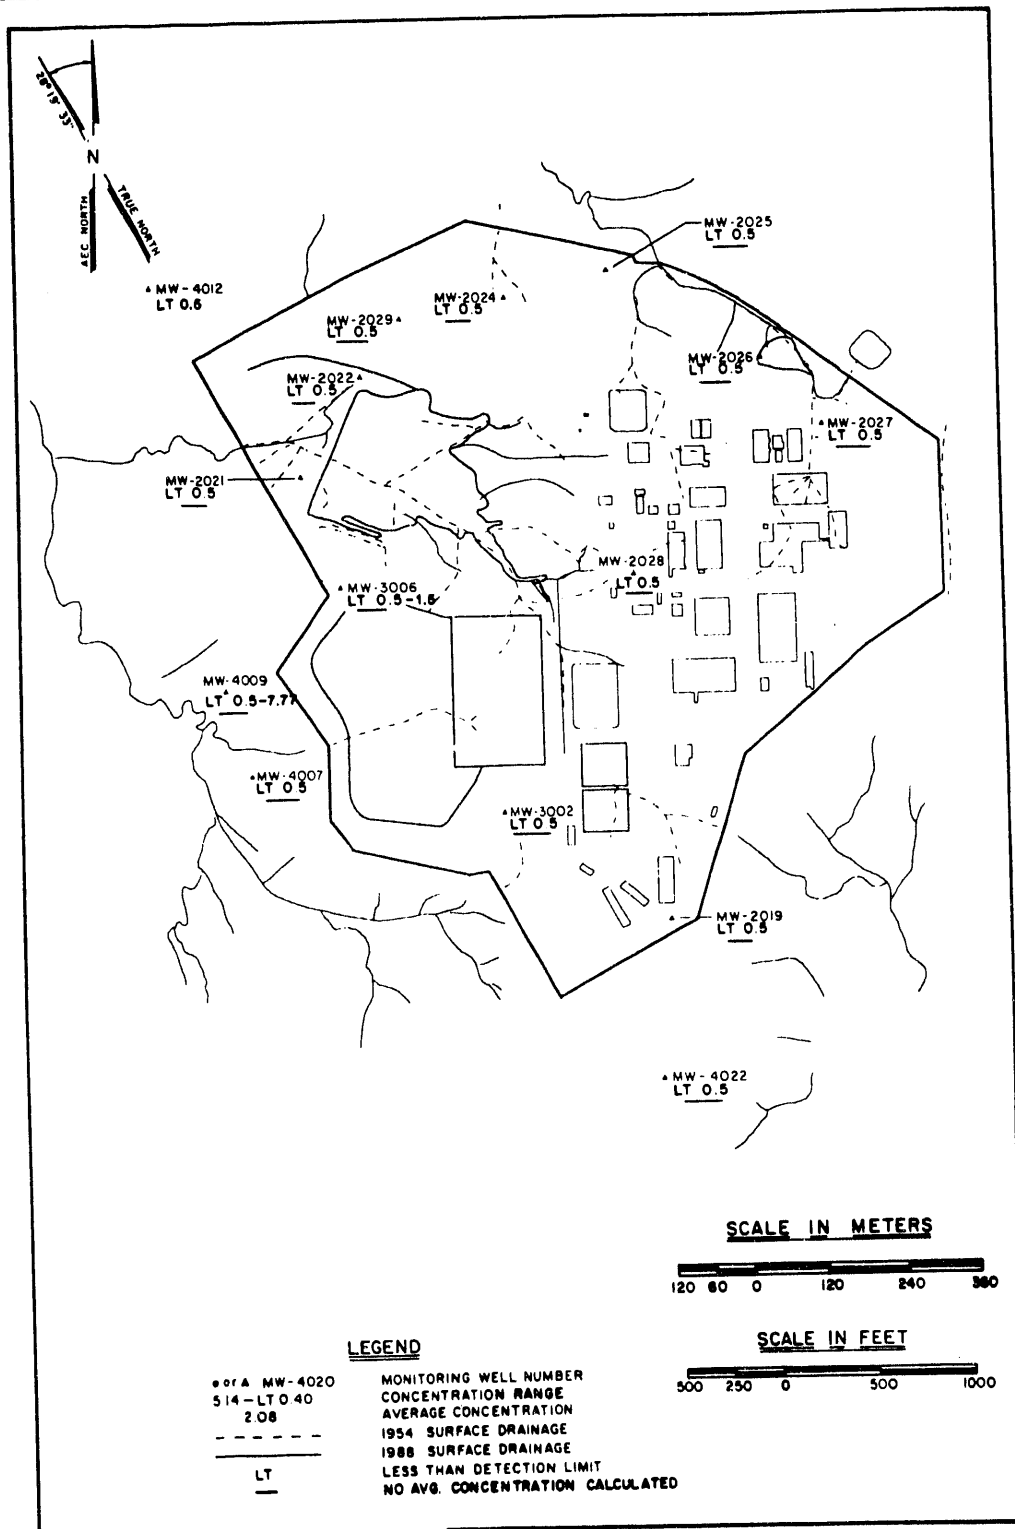 28° 19' 33"
N
AEC NORTH
TRUE NORTH
MW-4012
LT 0.6
MW-2025
LT 0.5
MW-2024
LT 0.5
MW-2029
LT 0.5
MW-2026
LT 0.5
MW-2022
LT 0.5
MW-2027
LT 0.5
MW-2021
LT 0.5
MW-2028
LT 0.5
MW-3006
LT 0.5-1.6
MW-4009
LT 0.5-7.77
MW-4007
LT 0.5
MW-3002
LT 0.5
MW-2019
LT 0.5
MW-4022
LT 0.5
SCALE IN METERS
120 60 0 120 240 360
SCALE IN FEET
500 250 0 500 1000
LEGEND
● or ▲ MW-4020 MONITORING WELL NUMBER
5.14-LT 0.40 CONCENTRATION RANGE
2.08 AVERAGE CONCENTRATION
1954 SURFACE DRAINAGE
1988 SURFACE DRAINAGE
LT LESS THAN DETECTION LIMIT
NO AVG. CONCENTRATION CALCULATED